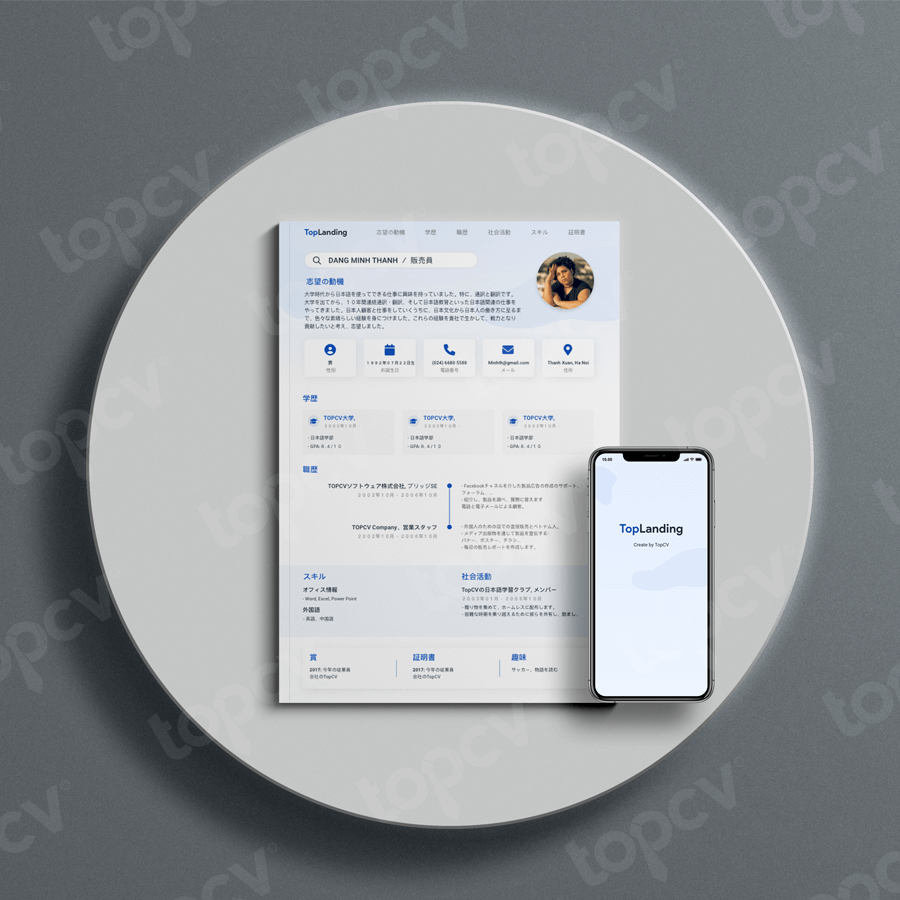 TopLanding
志望の動機 学歴 職歴 社会活動 スキル 証明書
DANG MINH THANH / 販売員
志望の動機
大学時代から日本語を使ってできる仕事に興味を持っていました。特に、通訳と翻訳です。
大学を出てから、１０年間連続通訳・翻訳、そして日本語教育といった日本語関連の仕事を
やってきました。日本人顧客と仕事をしていくうちに、日本文化から日本人の働き方に至るま
で、色々な素晴らしい経験を身につけました。これらの経験を貴社で生かして、戦力となり
貢献したいと考え、志望しました。
男
性別
１９９２年０７月２２日生
お誕生日
(024) 6680 5588
電話番号
Minhth@gmail.com
メール
Thanh Xuan, Ha Noi
住所
学歴
TOPCV大学,
２００２年１０月 -
- 日本語学部
- GPA: 8 . 4 / 1 0
TOPCV大学,
２００２年１０月 -
- 日本語学部
- GPA: 8 . 4 / 1 0
TOPCV大学,
２００２年１０月 -
- 日本語学部
- GPA: 8 . 4 / 1 0
職歴
TOPCVソフトウェア株式会社, ブリッジSE
２００２年１０月 - ２００６年１０月
- Facebookチャネルを介した製品広告の作成のサポート、
フォーラム、...
- 紹介し、製品を調べ、質問に答えます
電話と電子メールによる顧客。
TOPCV Company、営業スタッフ
２００２年１０月 - ２００６年１０月
- 外国人のための店での直接販売とベトナム人。
- メディア出版物を通じて製品を宣伝する:
バナー、ポスター、チラシ...
- 毎日の販売レポートを作成します。
スキル
オフィス情報
- Word, Excel, Power Point
外国語
- 英語、中国語
社会活動
TopCVの日本語学習クラブ, メンバー
２００３年０１月 - ２００６年１０月
- 贈り物を集めて、ホームレスに配布します。
- 困難な時期を乗り越えるために彼らを共有し、励まし、
賞
2017: 今年の従業員
会社のTopCV
証明書
2017: 今年の従業員
会社のTopCV
趣味
サッカー、物語を読む
10.00
TopLanding
Create by TopCV
topcv